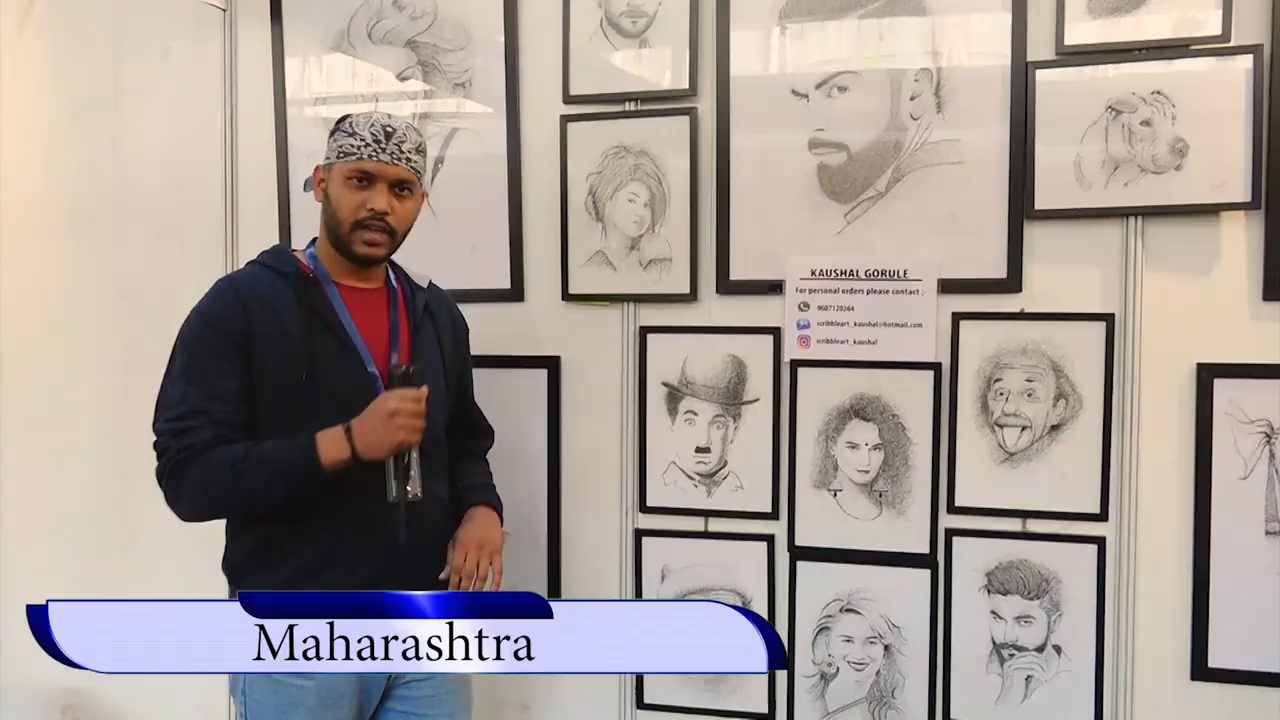 KAUSHAL GORULE
For personal orders please contact :-
9607120264
scribbleart_kaushal@hotmail.com
scribbleart_kaushal
Maharashtra